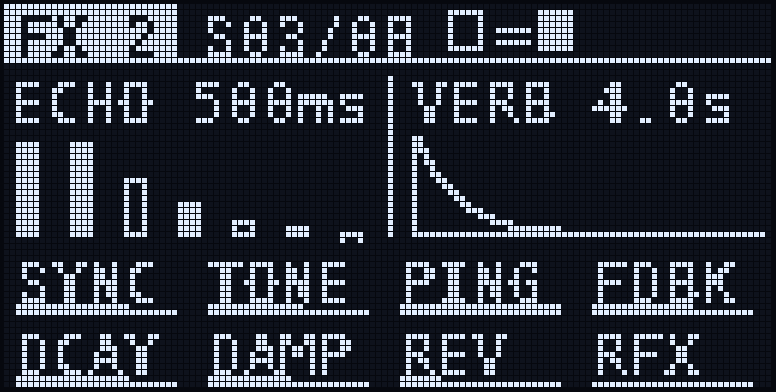 FX 2 S03/08 □=■
ECHO 500ms VERB 4.0s
SYNC TONE PING FDBK
DCAY DAMP REV RFX